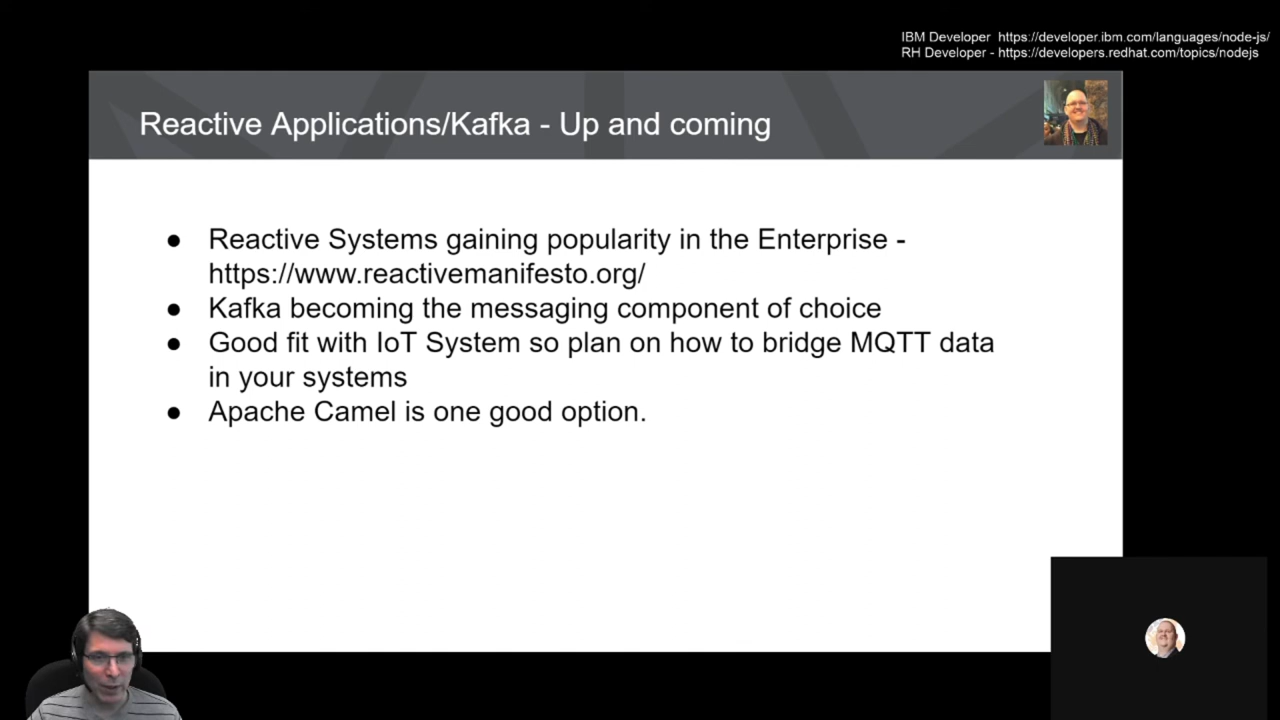 IBM Developer  https://developer.ibm.com/languages/node-js/
RH Developer - https://developers.redhat.com/topics/nodejs
Reactive Applications/Kafka - Up and coming
● Reactive Systems gaining popularity in the Enterprise -
https://www.reactivemanifesto.org/
● Kafka becoming the messaging component of choice
● Good fit with IoT System so plan on how to bridge MQTT data
in your systems
● Apache Camel is one good option.